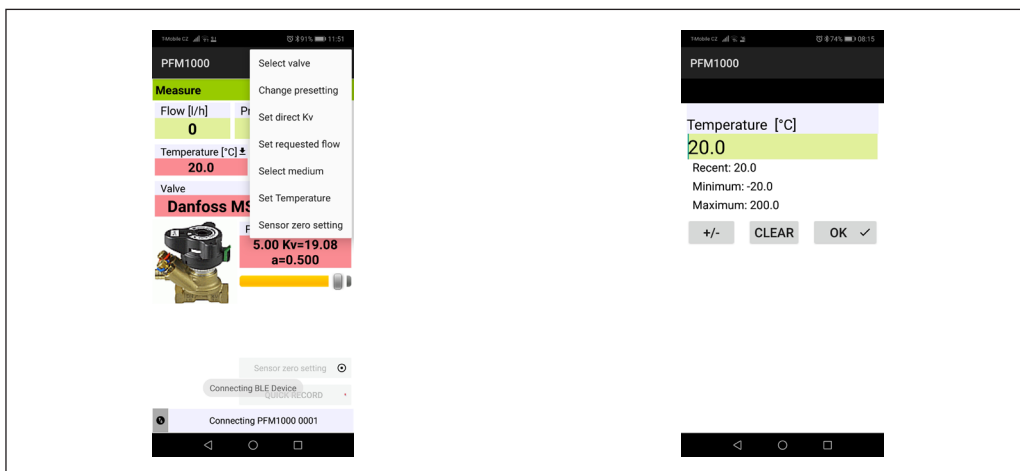 T-Mobile CZ 91% 11:51
PFM1000
Select valve
Change presetting
Set direct Kv
Set requested flow
Select medium
Set Temperature
Sensor zero setting
Measure
Flow [l/h]
0
Temperature [°C]
20.0
Valve
Danfoss MS
5.00 Kv=19.08
a=0.500
Sensor zero setting
Connecting BLE Device
QUICK RECORD
Connecting PFM1000 0001
T-Mobile CZ 74% 08:15
PFM1000
Temperature [°C]
20.0
Recent: 20.0
Minimum: -20.0
Maximum: 200.0
+/- CLEAR OK